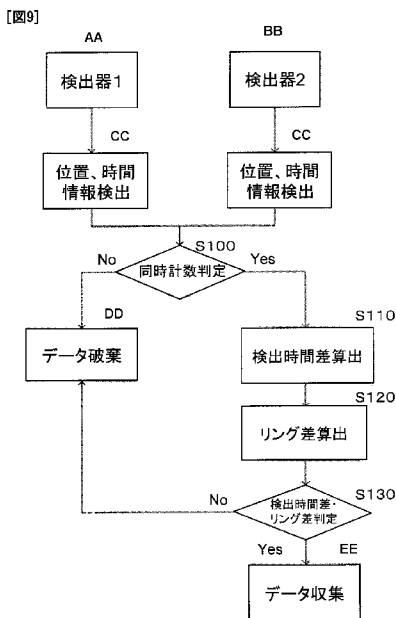 [図9]
AA
BB
検出器1
検出器2
CC
CC
位置、時間
情報検出
位置、時間
情報検出
S100
No
同時計数判定
Yes
DD
S110
データ破棄
検出時間差算出
S120
リング差算出
S130
No
検出時間差・
リング差判定
Yes
EE
データ収集